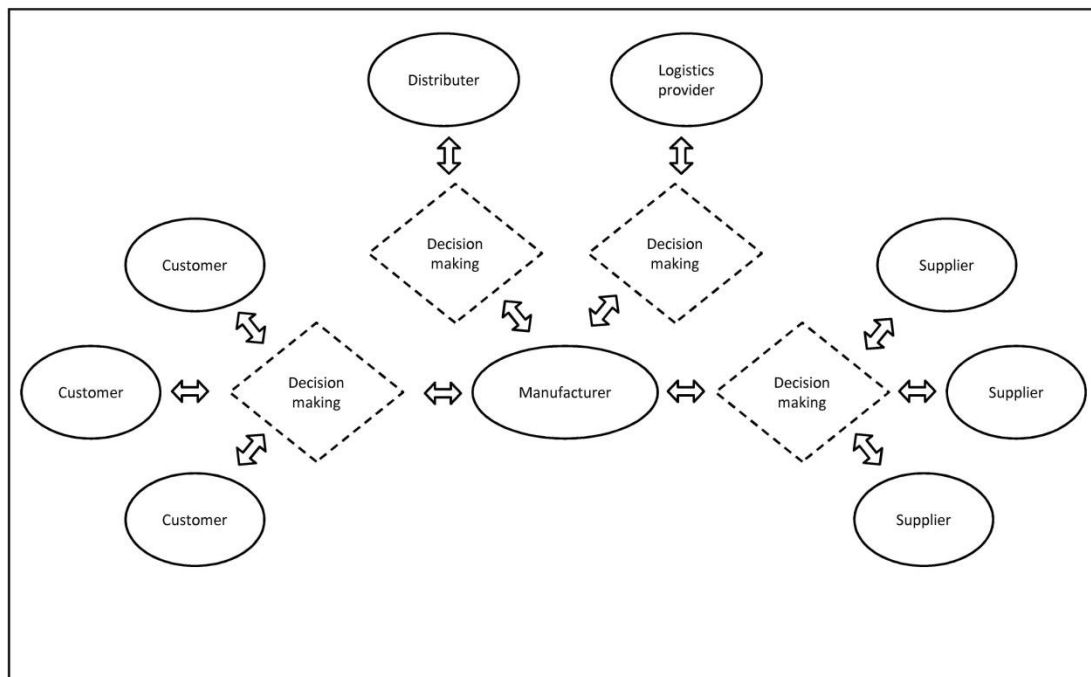 Distributer
Logistics
provider
Decision
making
Decision
making
Customer
Supplier
Customer
Decision
making
Manufacturer
Decision
making
Supplier
Customer
Supplier